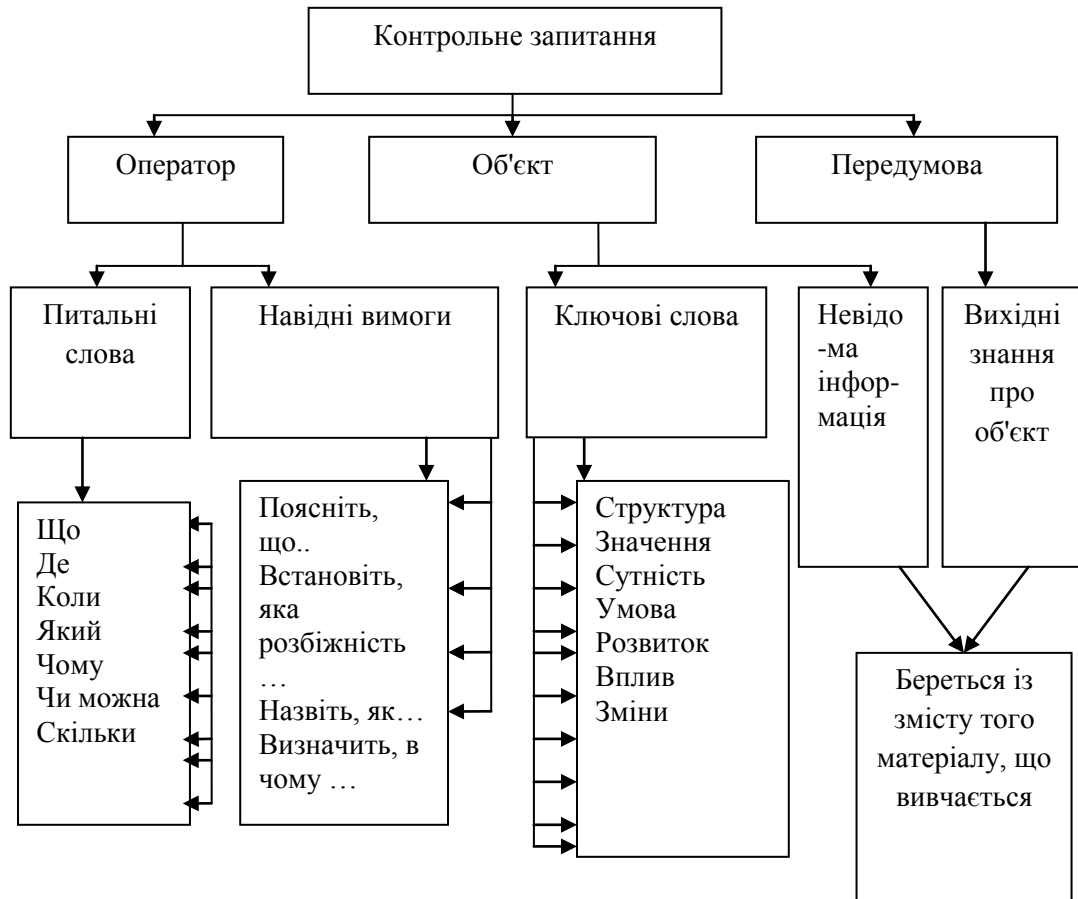 Контрольне запитання
Оператор
Об'єкт
Передумова
Питальні
слова
Навідні вимоги
Ключові слова
Невідо
-ма
інфор-
мація
Вихідні
знання
про
об'єкт
Що
Де
Коли
Який
Чому
Чи можна
Скільки
Поясніть,
що..
Встановіть,
яка
розбіжність
…
Назвіть, як…
Визначить, в
чому …
Структура
Значення
Сутність
Умова
Розвиток
Вплив
Зміни
Береться із
змісту того
матеріалу, що
вивчається